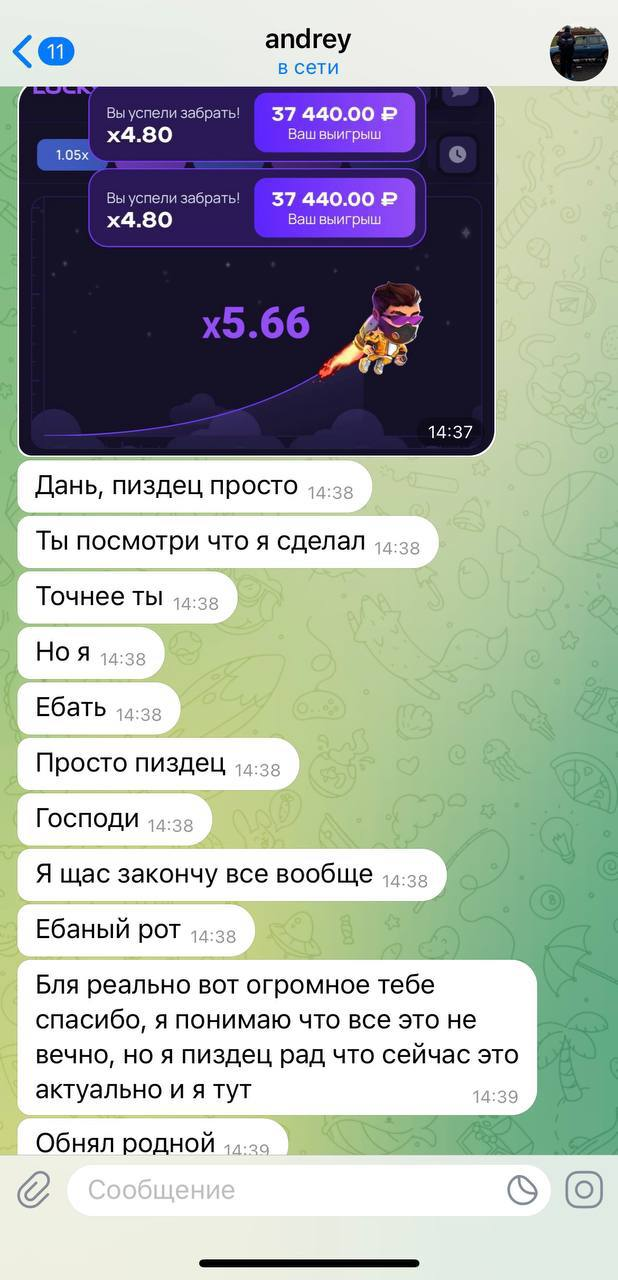 11
andrey
в сети
LUCK
Вы успели забрать!
x4.80
37 440.00 ₽
Ваш выигрыш
1.05x
Вы успели забрать!
x4.80
37 440.00 ₽
Ваш выигрыш
x5.66
14:37
Дань, пиздец просто 14:38
Ты посмотри что я сделал 14:38
Точнее ты 14:38
Но я 14:38
Ебать 14:38
Просто пиздец 14:38
Господи 14:38
Я щас закончу все вообще 14:38
Ебаный рот 14:38
Бля реально вот огромное тебе
спасибо, я понимаю что все это не
вечно, но я пиздец рад что сейчас это
актуально и я тут 14:39
Обнял родной 14:39
Сообщение